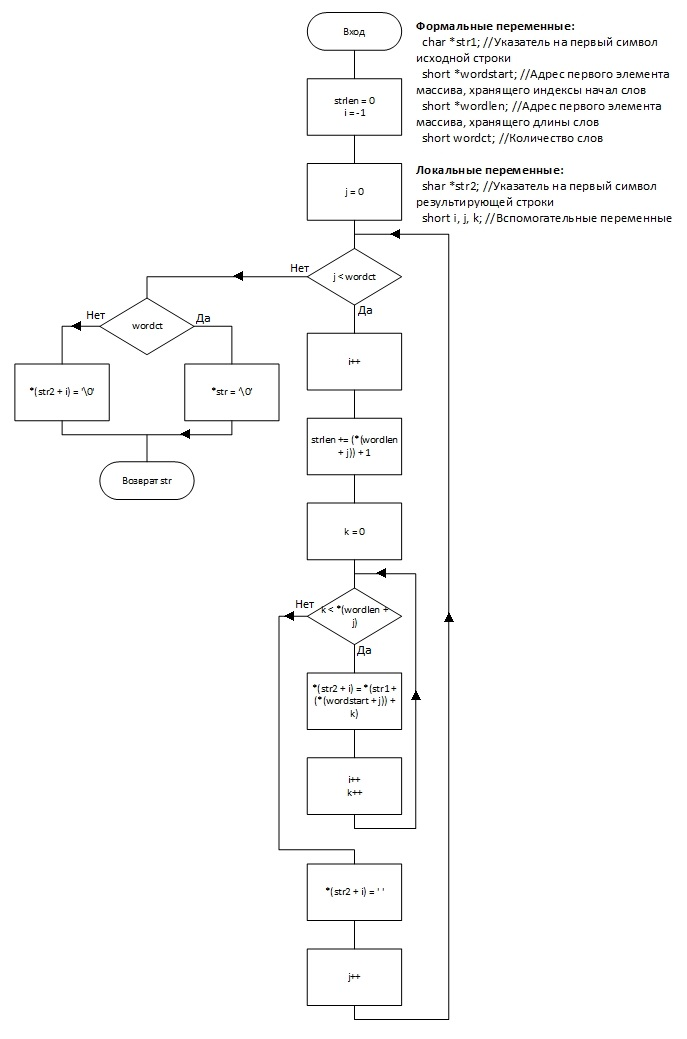 Вход
Формальные переменные:
char *str1; //Указатель на первый символ
исходной строки
short *wordstart; //Адрес первого элемента
массива, хранящего индексы начал слов
short *wordlen; //Адрес первого элемента
массива, хранящего длины слов
short wordct; //Количество слов
strlen = 0
i = -1
Локальные переменные:
shar *str2; //Указатель на первый символ
результирующей строки
short i, j, k; //Вспомогательные переменные
j = 0
Нет
j < wordct
Да
Нет
wordct
Да
i++
*(str2 + i) = '\0'
*str = '\0'
strlen += (*(wordlen
+ j)) + 1
Возврат str
k = 0
Нет
k < *(wordlen +
j)
Да
*(str2 + i) = *(str1 +
(*(wordstart + j)) +
k)
i++
k++
*(str2 + i) = ' '
j++